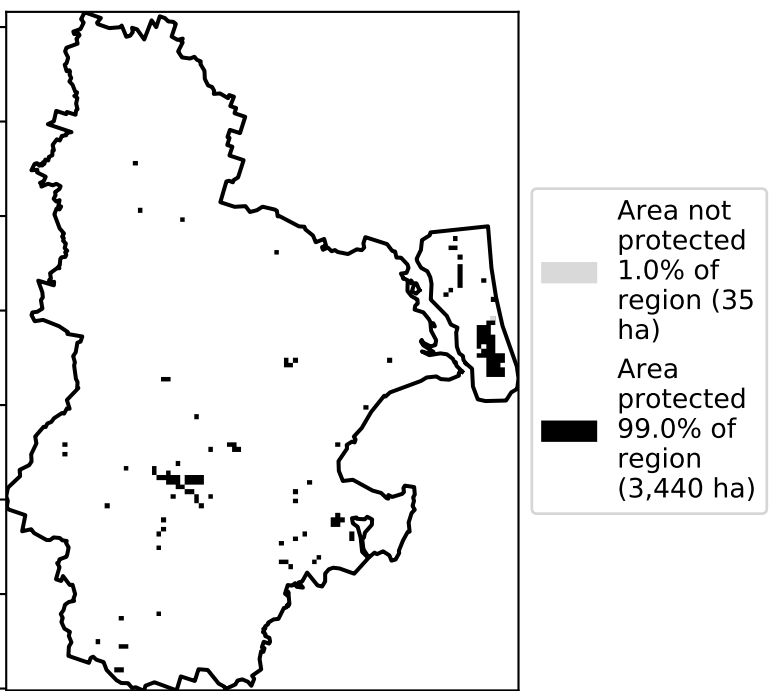 Area not
protected
1.0% of
region (35
ha)
Area
protected
99.0% of
region
(3,440 ha)